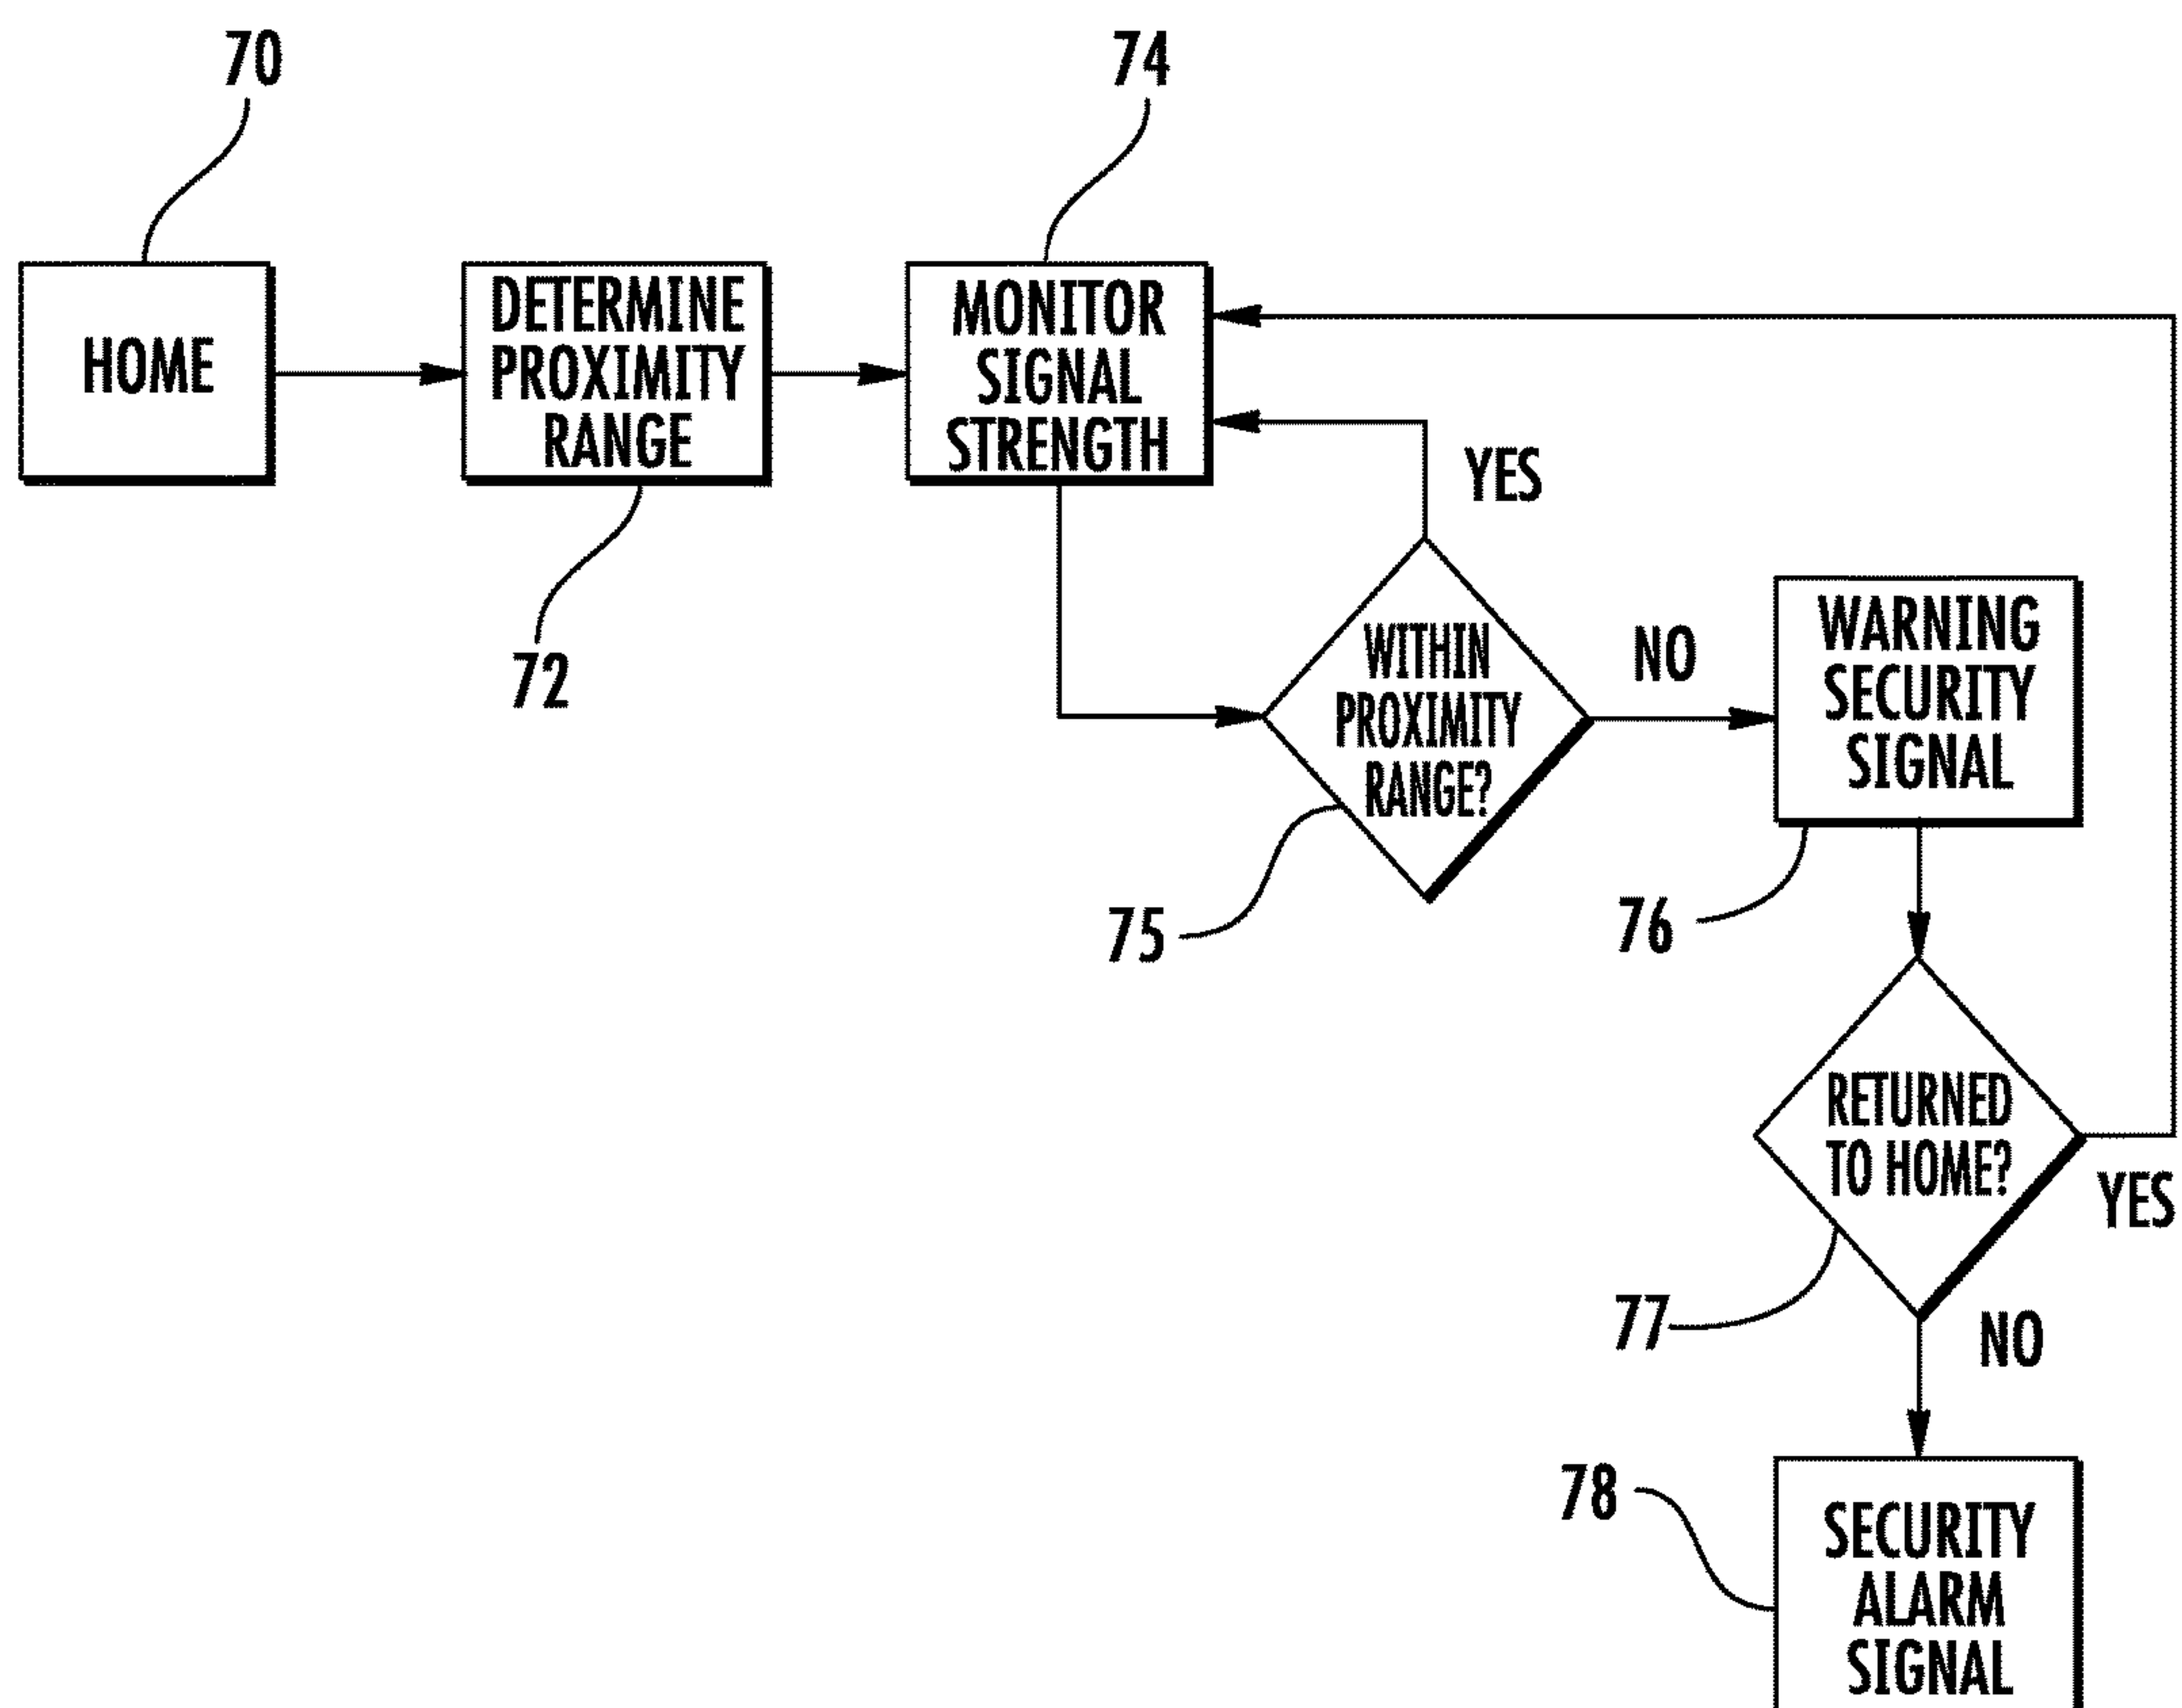 70
74
HOME
DETERMINE
PROXIMITY
RANGE
MONITOR
SIGNAL
STRENGTH
YES
72
WITHIN
PROXIMITY
RANGE?
NO
WARNING
SECURITY
SIGNAL
75
76
RETURNED
TO HOME?
YES
77
NO
78
SECURITY
ALARM
SIGNAL